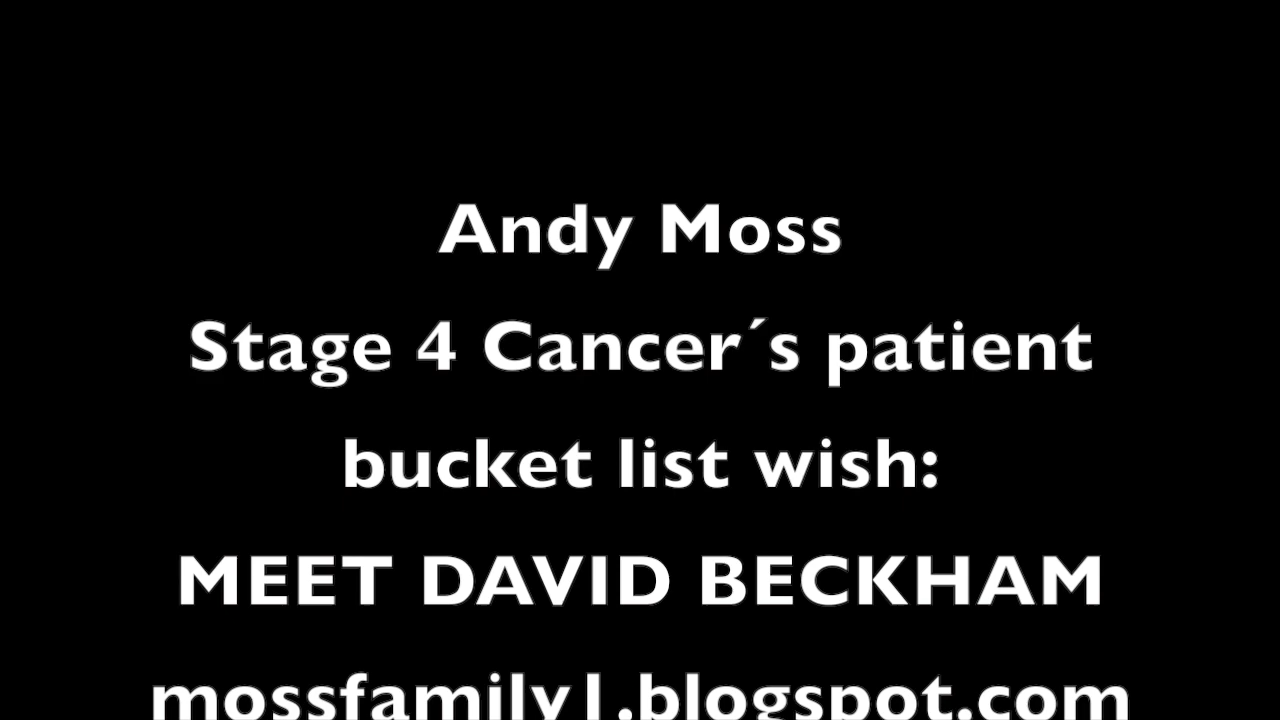 Andy Moss
Stage 4 Cancer´s patient
bucket list wish:
MEET DAVID BECKHAM
mossfamily1.blogspot.com